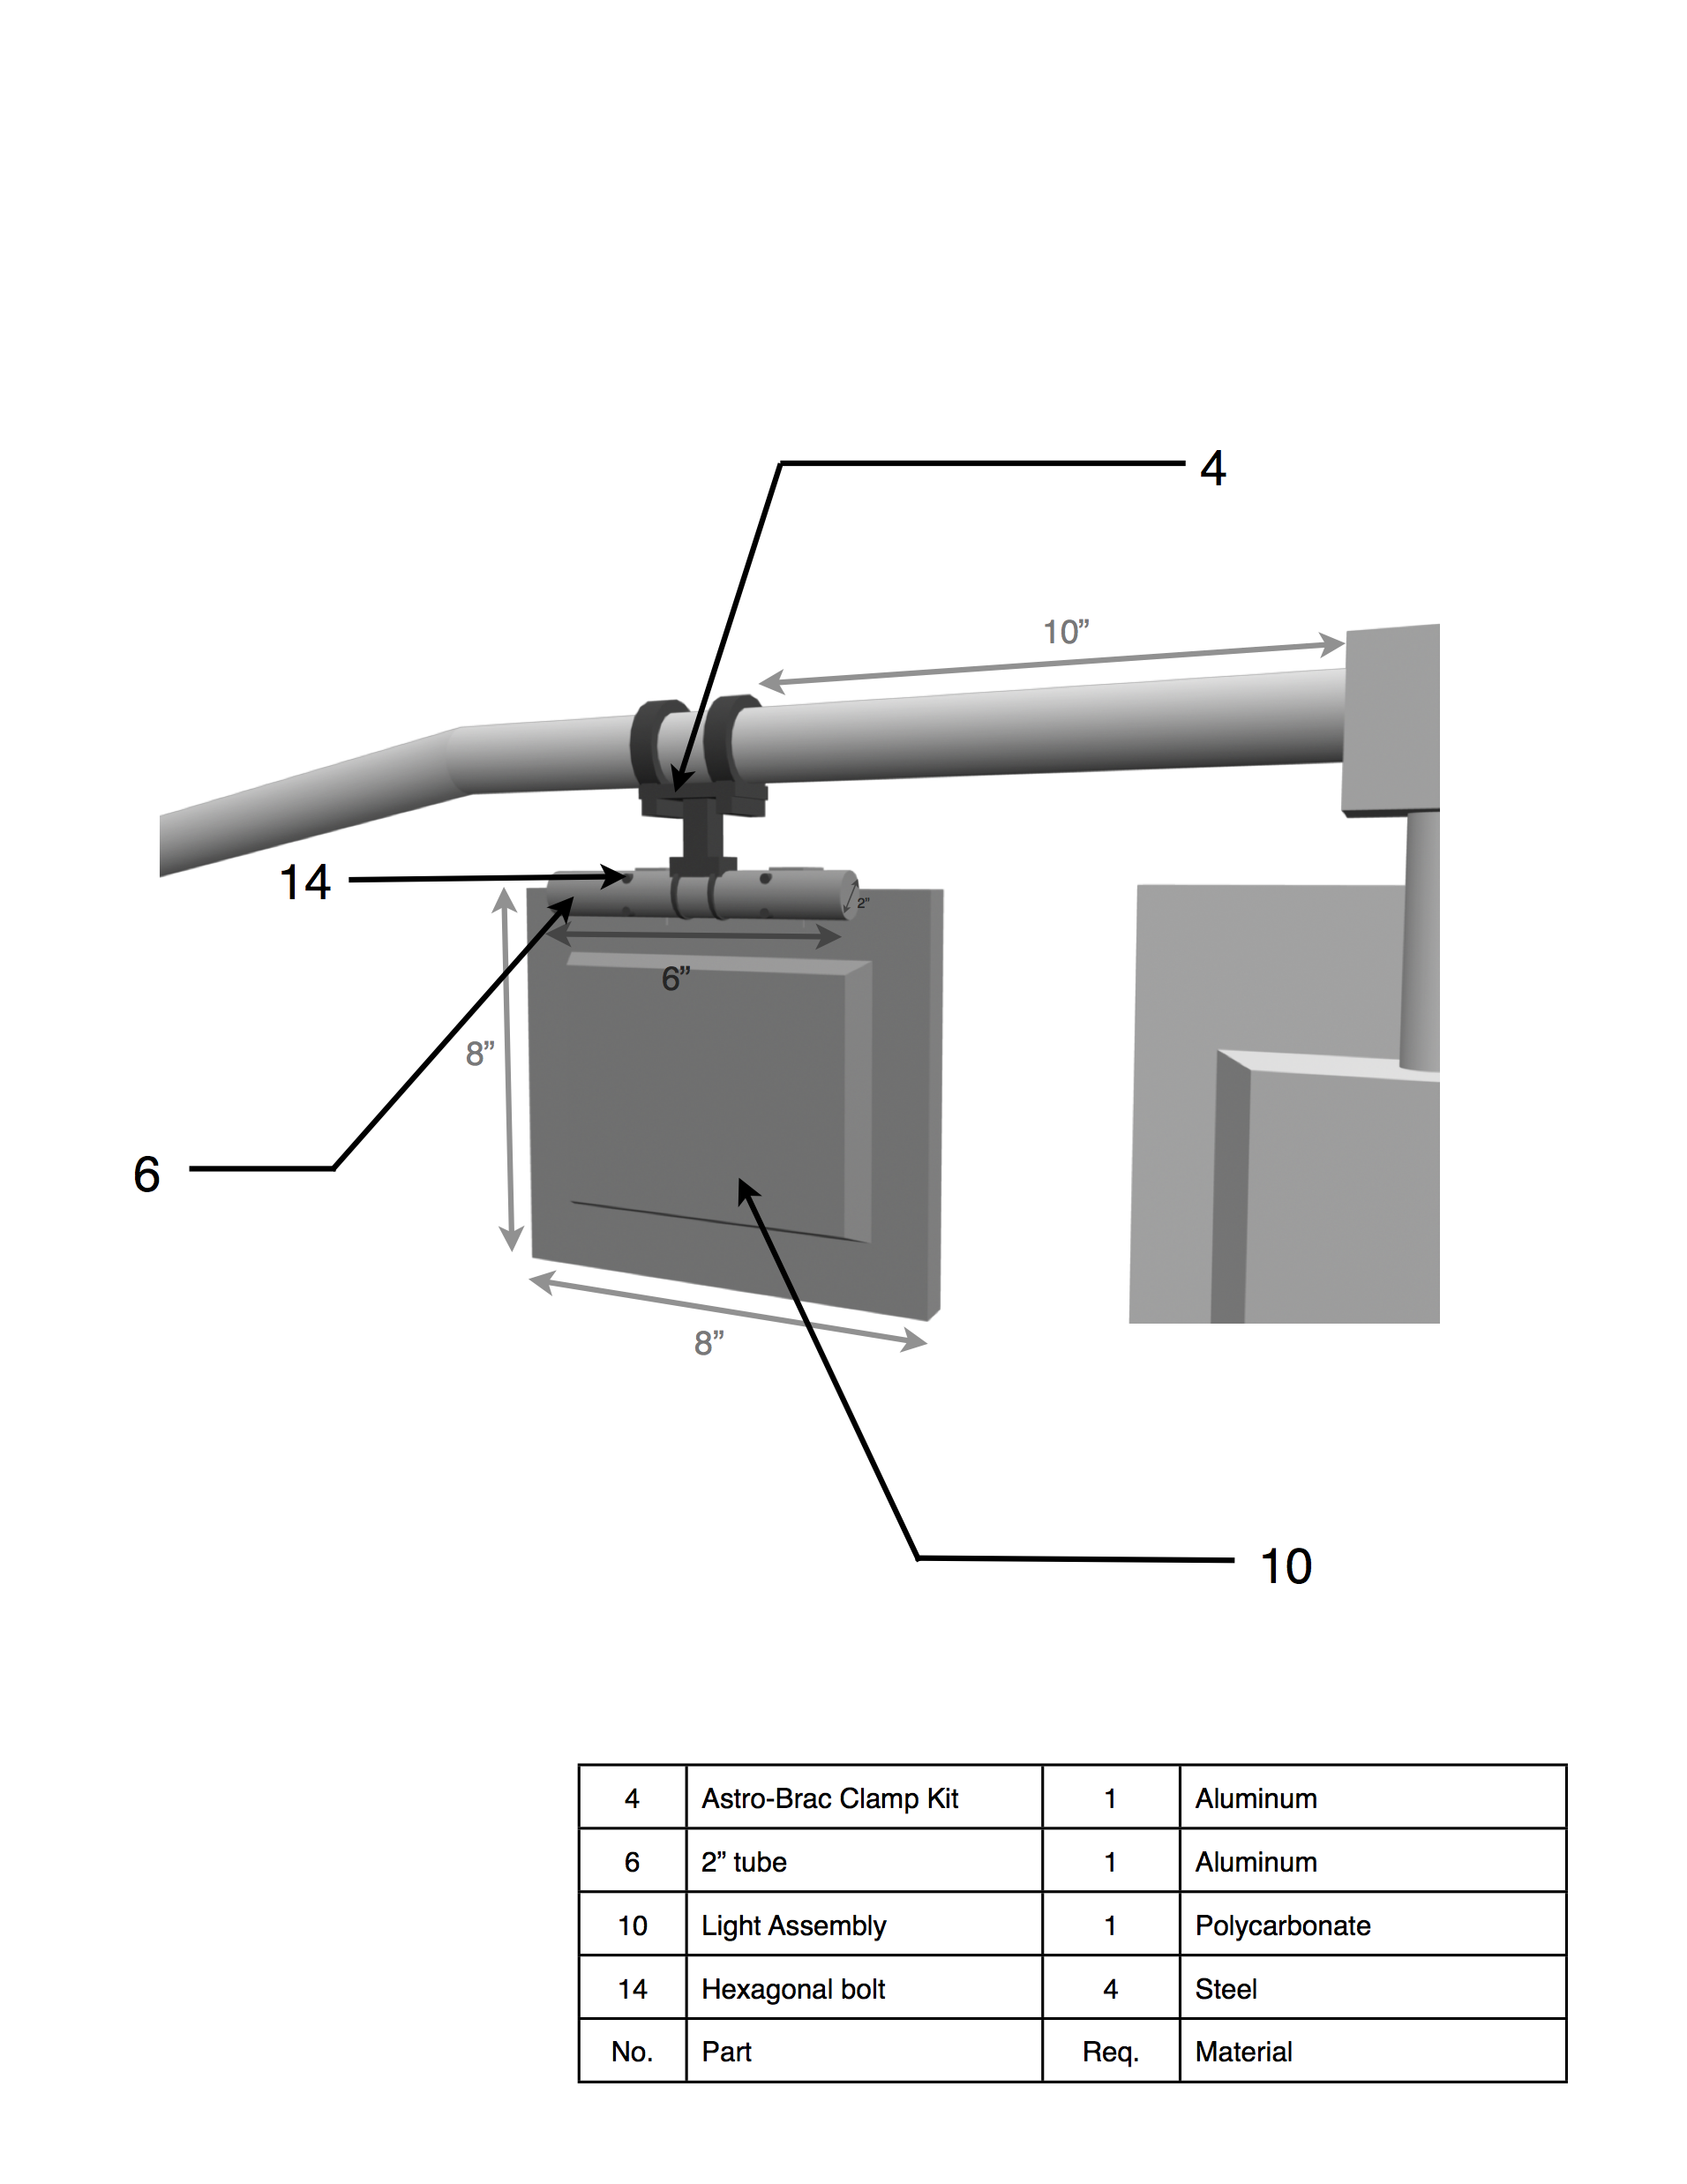 4
10”
14
2”
6”
8”
6
8”
10
4 Astro-Brac Clamp Kit 1 Aluminum
6 2” tube 1 Aluminum
10 Light Assembly 1 Polycarbonate
14 Hexagonal bolt 4 Steel
No. Part Req. Material